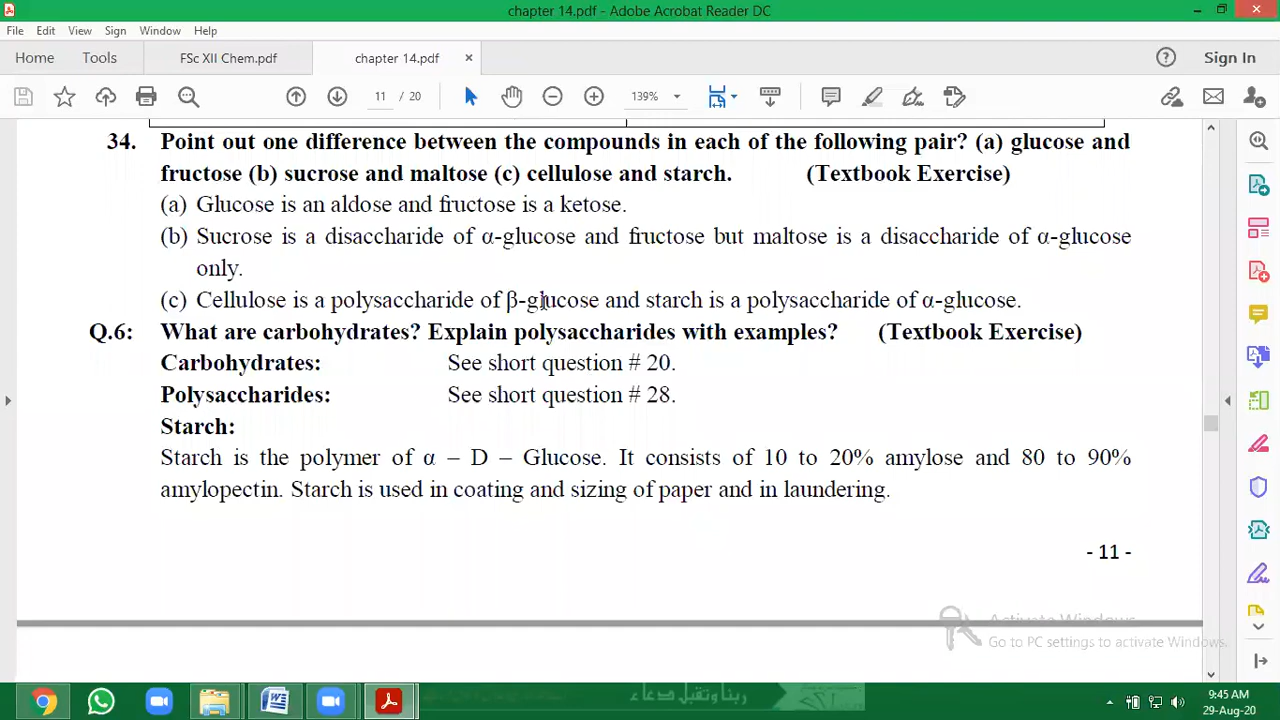 chapter 14.pdf - Adobe Acrobat Reader DC
File Edit View Sign Window Help
Home Tools FSc XII Chem.pdf chapter 14.pdf × Sign In
11 / 20 139%
34. Point out one difference between the compounds in each of the following pair? (a) glucose and
fructose (b) sucrose and maltose (c) cellulose and starch. (Textbook Exercise)
(a) Glucose is an aldose and fructose is a ketose.
(b) Sucrose is a disaccharide of α-glucose and fructose but maltose is a disaccharide of α-glucose
only.
(c) Cellulose is a polysaccharide of β-glucose and starch is a polysaccharide of α-glucose.
Q.6: What are carbohydrates? Explain polysaccharides with examples? (Textbook Exercise)
Carbohydrates: See short question # 20.
Polysaccharides: See short question # 28.
Starch:
Starch is the polymer of α – D – Glucose. It consists of 10 to 20% amylose and 80 to 90%
amylopectin. Starch is used in coating and sizing of paper and in laundering.
- 11 -
Activate Windows
Go to PC settings to activate Windows.
ربنا وتقبل دعاء
9:45 AM
29-Aug-20